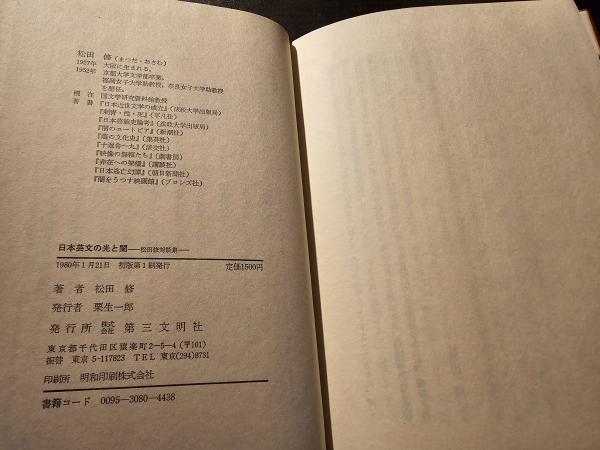 松田 修（まつだ・おさむ）
1927年 大阪に生まれる。
1952年 京都大学文学部卒業。
福岡女子大学助教授、奈良女子大学助教授
を歴任。
現在 国文学研究資料館教授
著書 『日本近世文学の成立』（法政大学出版局）
『刺青・性・死』（平凡社）
『日本芸能史論考』（法政大学出版局）
『闇のユートピア』（新潮社）
『蔭の文化史』（集英社）
『十返舎一九』（淡交社）
『映像の無頼たち』（劇書房）
『非在への架橋』（講談社）
『日本逃亡幻譚』（朝日新聞社）
『闇をうつす映画館』（ブロンズ社）
日本芸文の光と闇――松田修対談集――
1980年1月21日 初版第1刷発行 定価1500円
著者 松田 修
発行者 栗生一郎
発行所 株式会社 第三文明社
東京都千代田区猿楽町2-5-4（〒101）
振替 東京5-117823 TEL 東京(294)8731
印刷所 明和印刷株式会社
書籍コード 0095-3080-4438